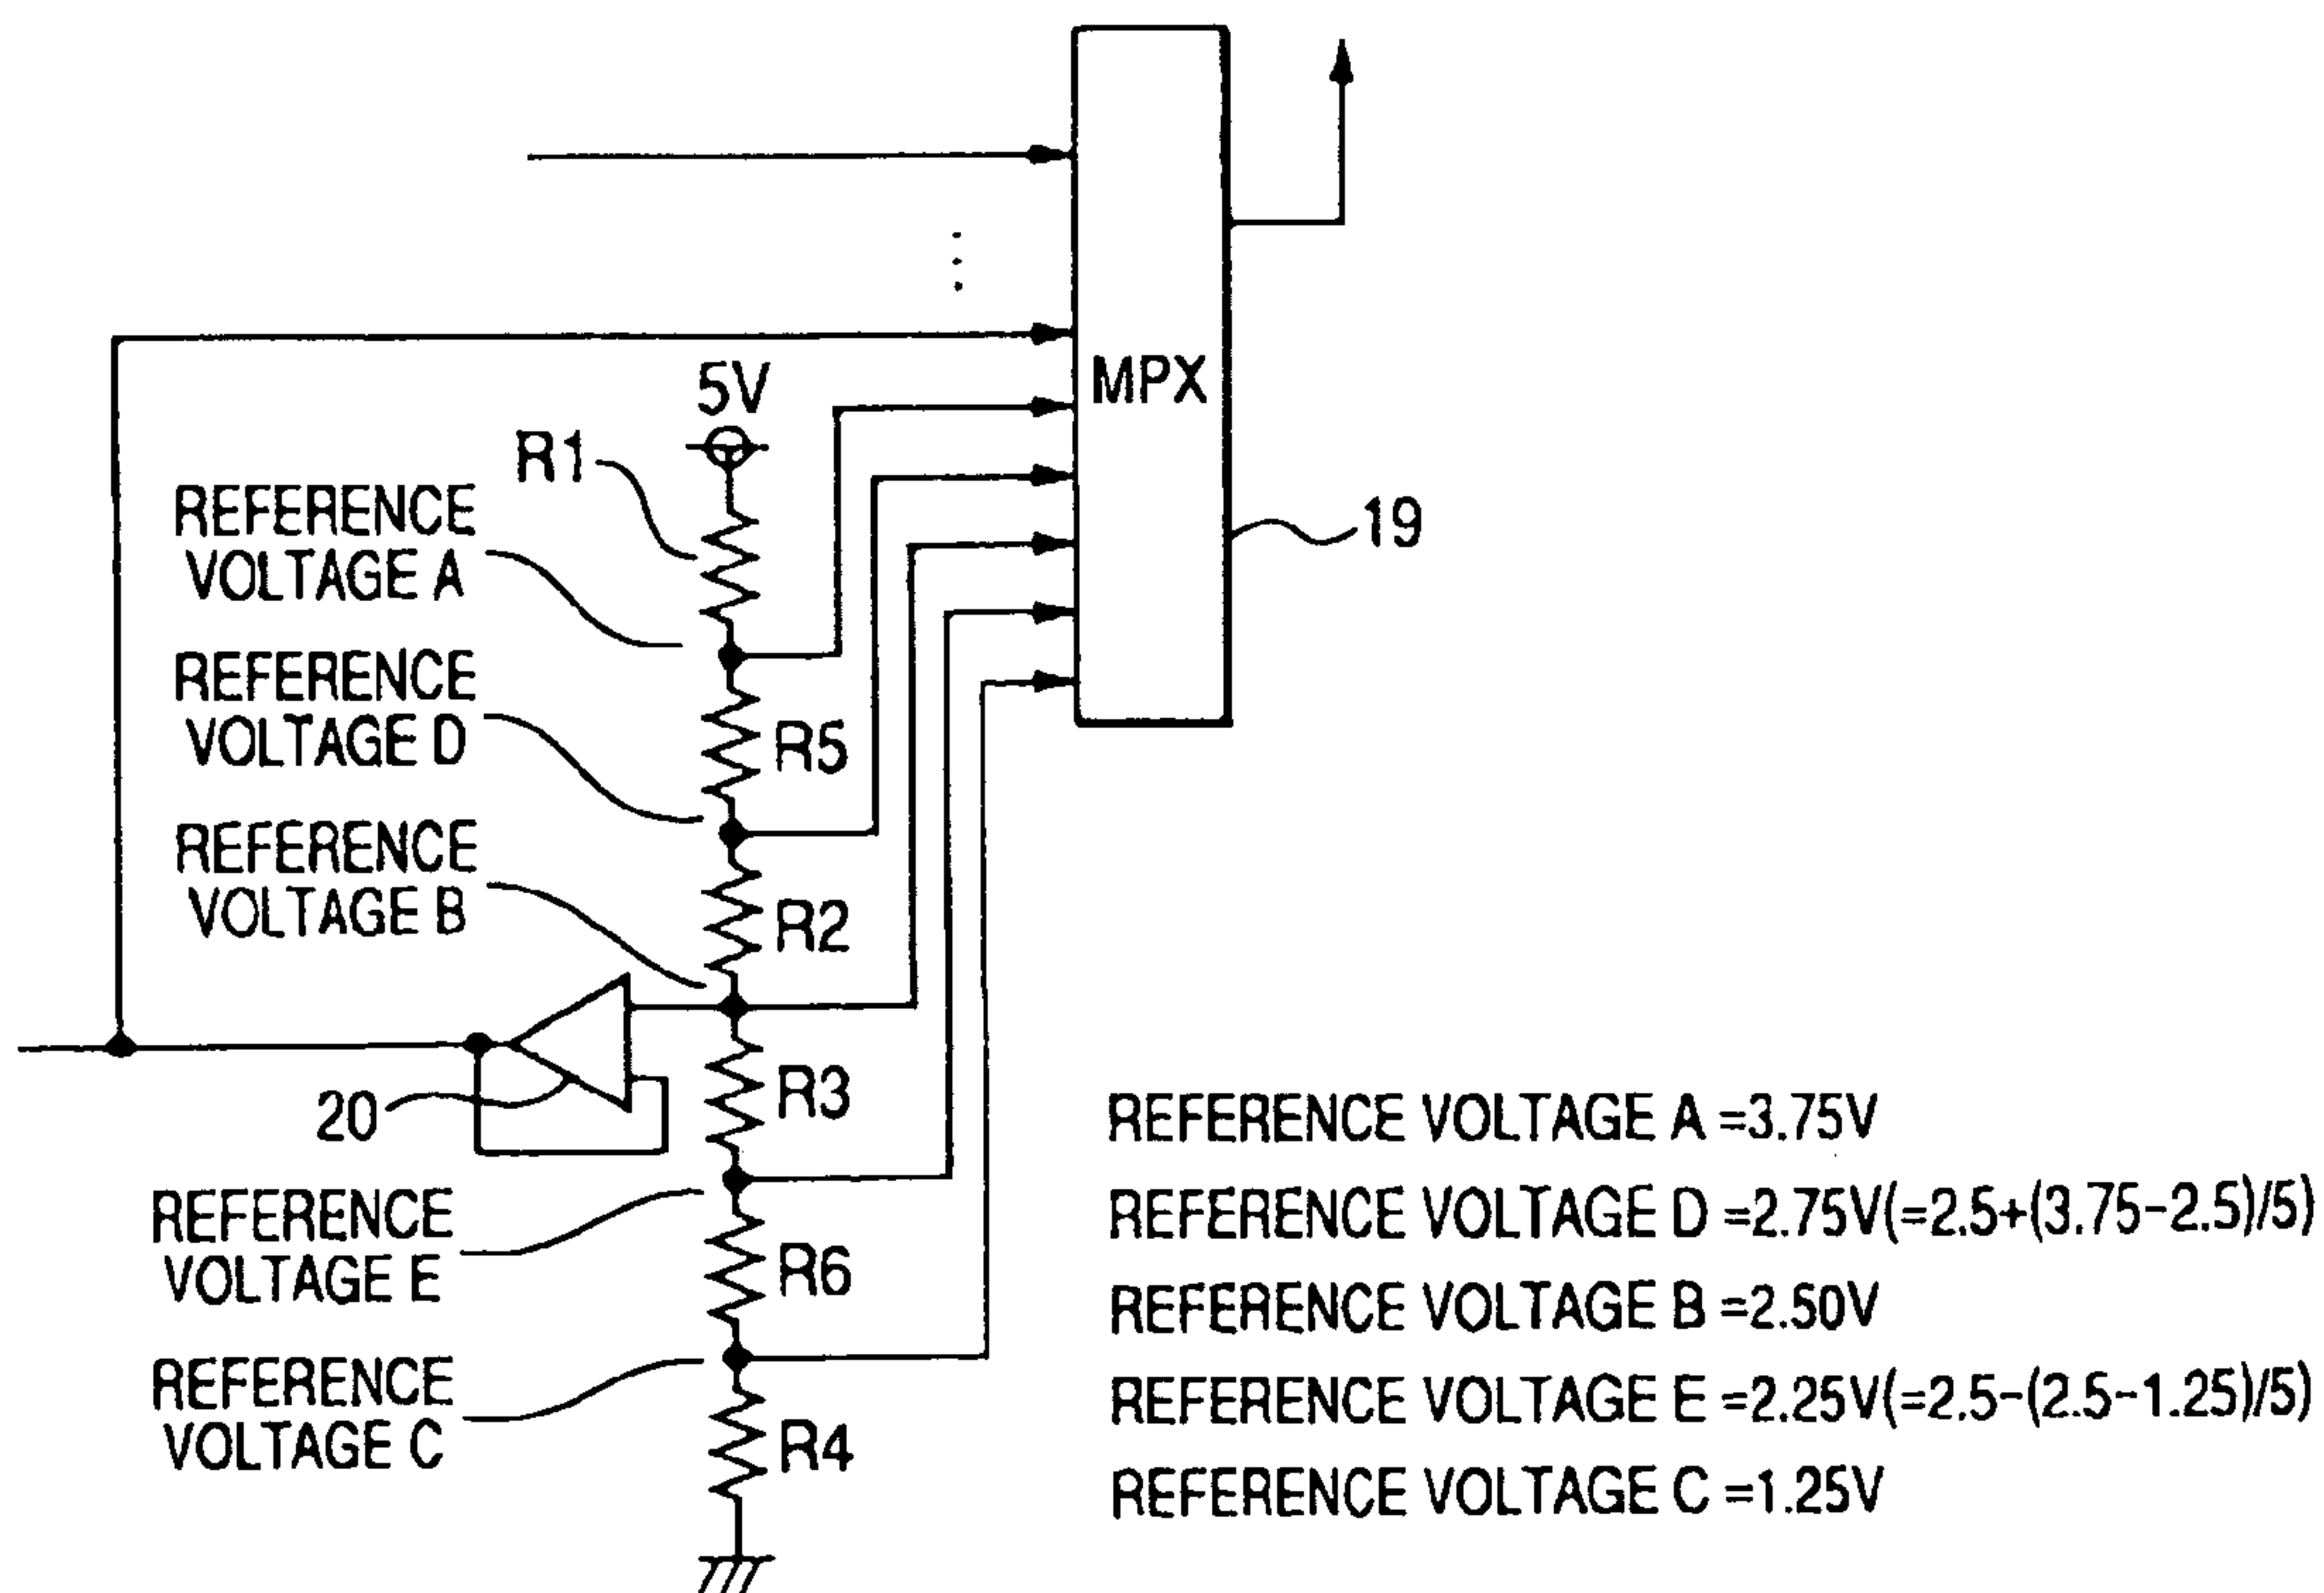 5V
R1
MPX
REFERENCE
VOLTAGE A
19
REFERENCE
VOLTAGE D
R5
REFERENCE
VOLTAGE B
R2
20
R3
REFERENCE
VOLTAGE E
R6
REFERENCE
VOLTAGE C
R4
REFERENCE VOLTAGE A =3.75V
REFERENCE VOLTAGE D =2.75V(=2.5+(3.75-2.5)/5)
REFERENCE VOLTAGE B =2.50V
REFERENCE VOLTAGE E =2.25V(=2.5-(2.5-1.25)/5)
REFERENCE VOLTAGE C =1.25V